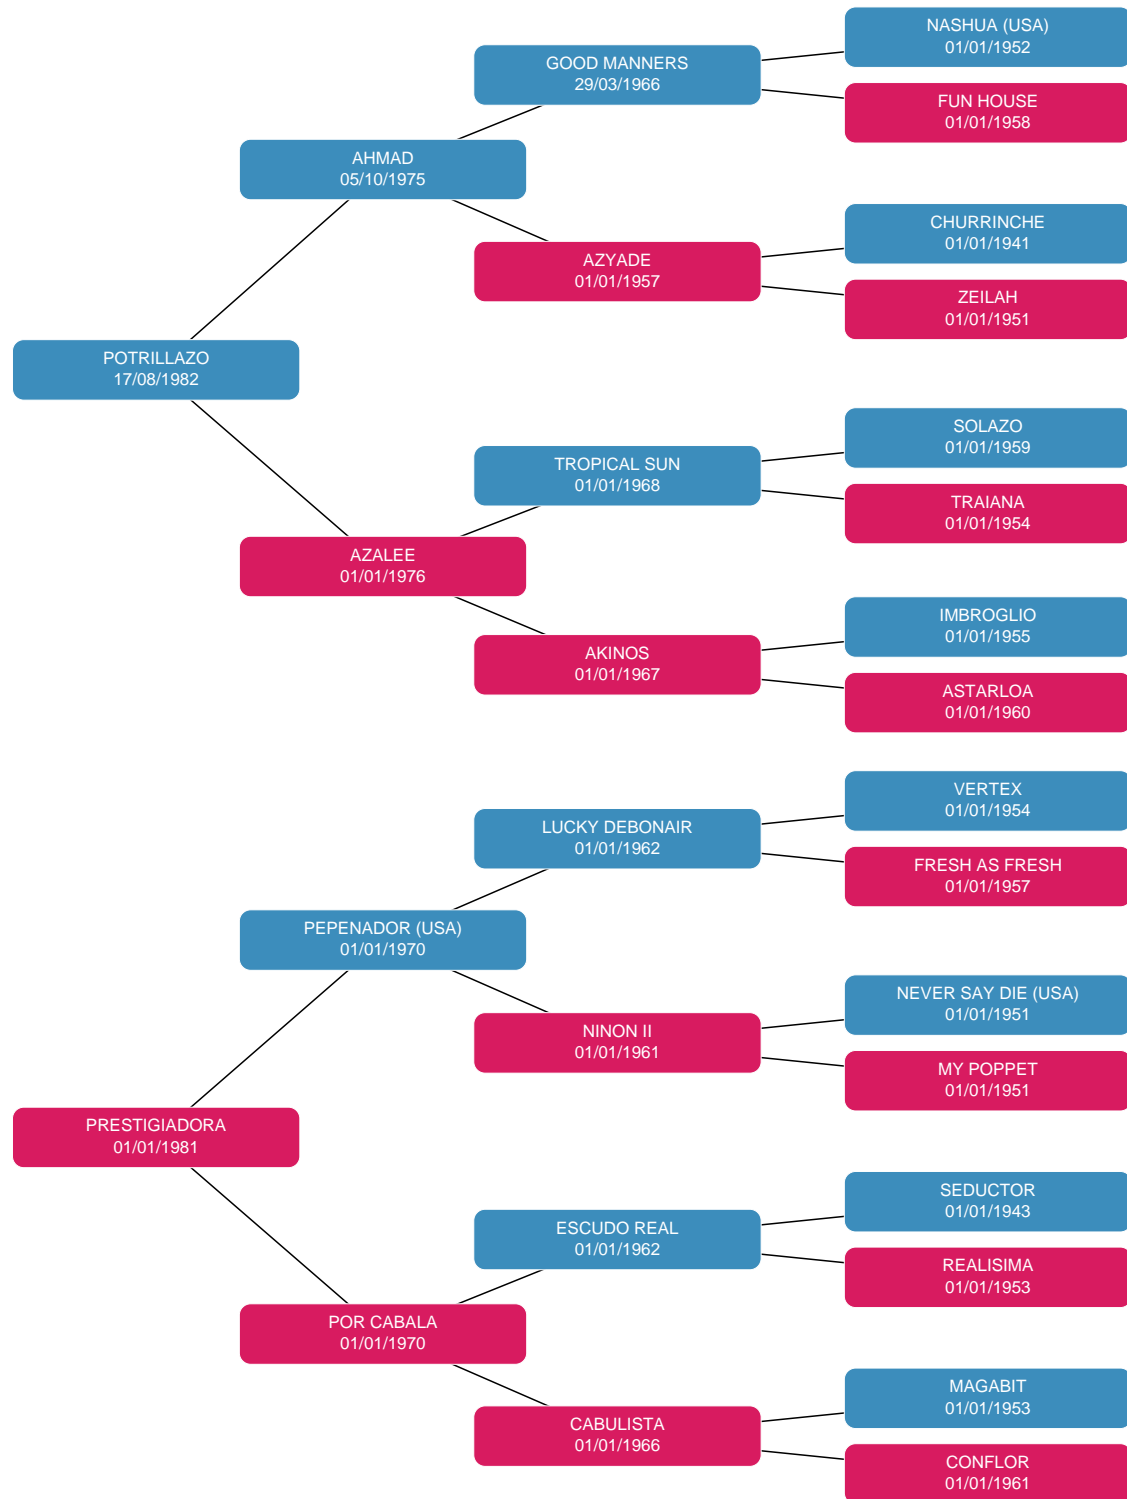 NASHUA (USA)
01/01/1952
GOOD MANNERS
29/03/1966
FUN HOUSE
01/01/1958
AHMAD
05/10/1975
CHURRINCHE
01/01/1941
AZYADE
01/01/1957
ZEILAH
01/01/1951
POTRILLAZO
17/08/1982
SOLAZO
01/01/1959
TROPICAL SUN
01/01/1968
TRAIANA
01/01/1954
AZALEE
01/01/1976
IMBROGLIO
01/01/1955
AKINOS
01/01/1967
ASTARLOA
01/01/1960
VERTEX
01/01/1954
LUCKY DEBONAIR
01/01/1962
FRESH AS FRESH
01/01/1957
PEPENADOR (USA)
01/01/1970
NEVER SAY DIE (USA)
01/01/1951
NINON II
01/01/1961
MY POPPET
01/01/1951
PRESTIGIADORA
01/01/1981
SEDUCTOR
01/01/1943
ESCUDO REAL
01/01/1962
REALISIMA
01/01/1953
POR CABALA
01/01/1970
MAGABIT
01/01/1953
CABULISTA
01/01/1966
CONFLOR
01/01/1961